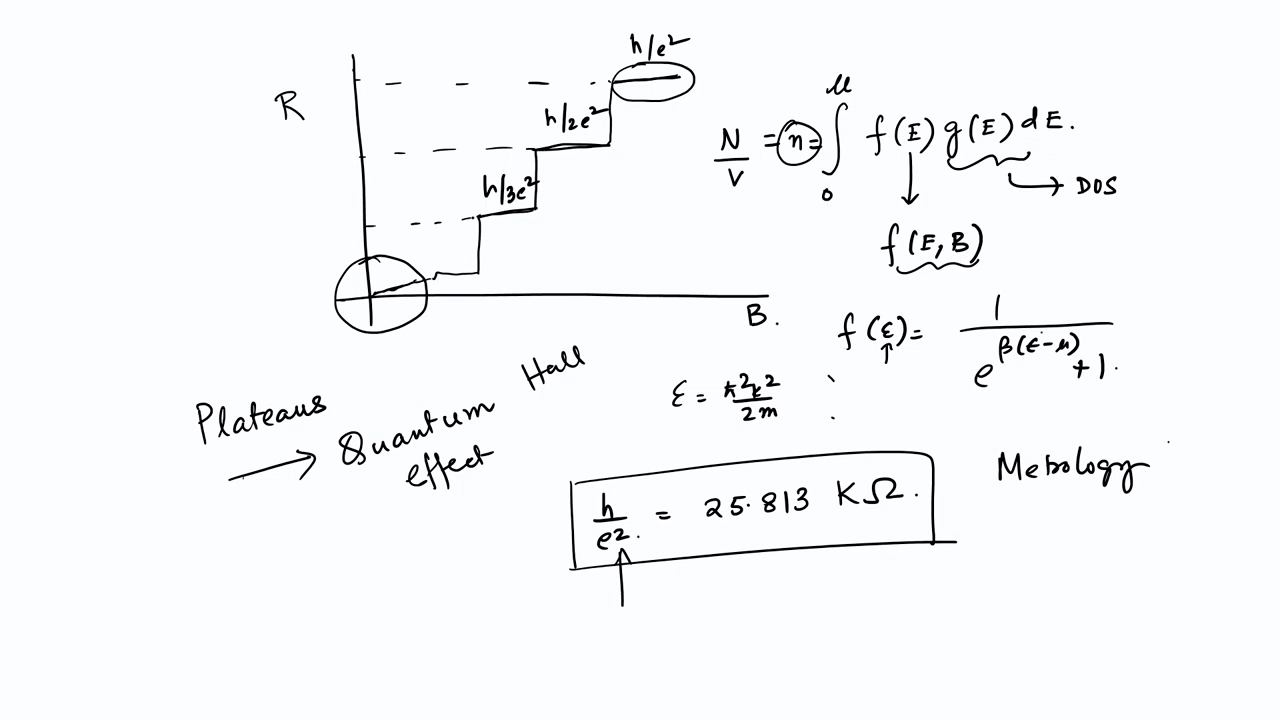 R
h/e²
h/2e²
h/3e²
B.
N/V = n = ∫₀^μ f(E) g(E) dE.
→ DOS
f(E, B)
f(ε) = 1 / (e^{β(ε-μ)} + 1).
ε = ħ²k²/2m
Plateaus
→ Quantum Hall
effect
h/e². = 25.813 KΩ.
Metrology